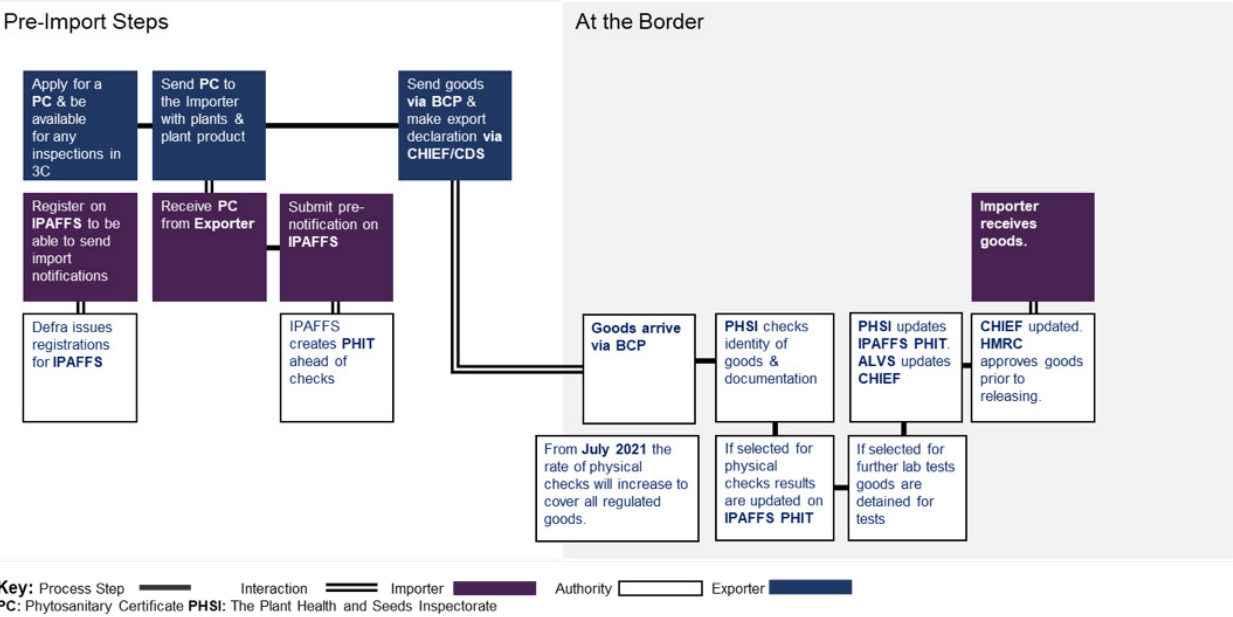 Pre-Import Steps
At the Border
Apply for a
PC & be
available
for any
inspections in
3C
Send PC to
the Importer
with plants &
plant product
Send goods
via BCP &
make export
declaration via
CHIEF/CDS
Register on
IPAFFS to be
able to send
import
notifications
Receive PC
from Exporter
Submit pre-
notification on
IPAFFS
Importer
receives
goods.
Defra issues
registrations
for IPAFFS
IPAFFS
creates PHIT
ahead of
checks
Goods arrive
via BCP
PHSI checks
identity of
goods &
documentation
PHSI updates
IPAFFS PHIT.
ALVS updates
CHIEF
CHIEF updated.
HMRC
approves goods
prior to
releasing.
From July 2021 the
rate of physical
checks will increase to
cover all regulated
goods.
If selected for
physical
checks results
are updated on
IPAFFS PHIT
If selected for
further lab tests
goods are
detained for
tests
Key: Process Step Interaction Importer Authority Exporter
PC: Phytosanitary Certificate PHSI: The Plant Health and Seeds Inspectorate